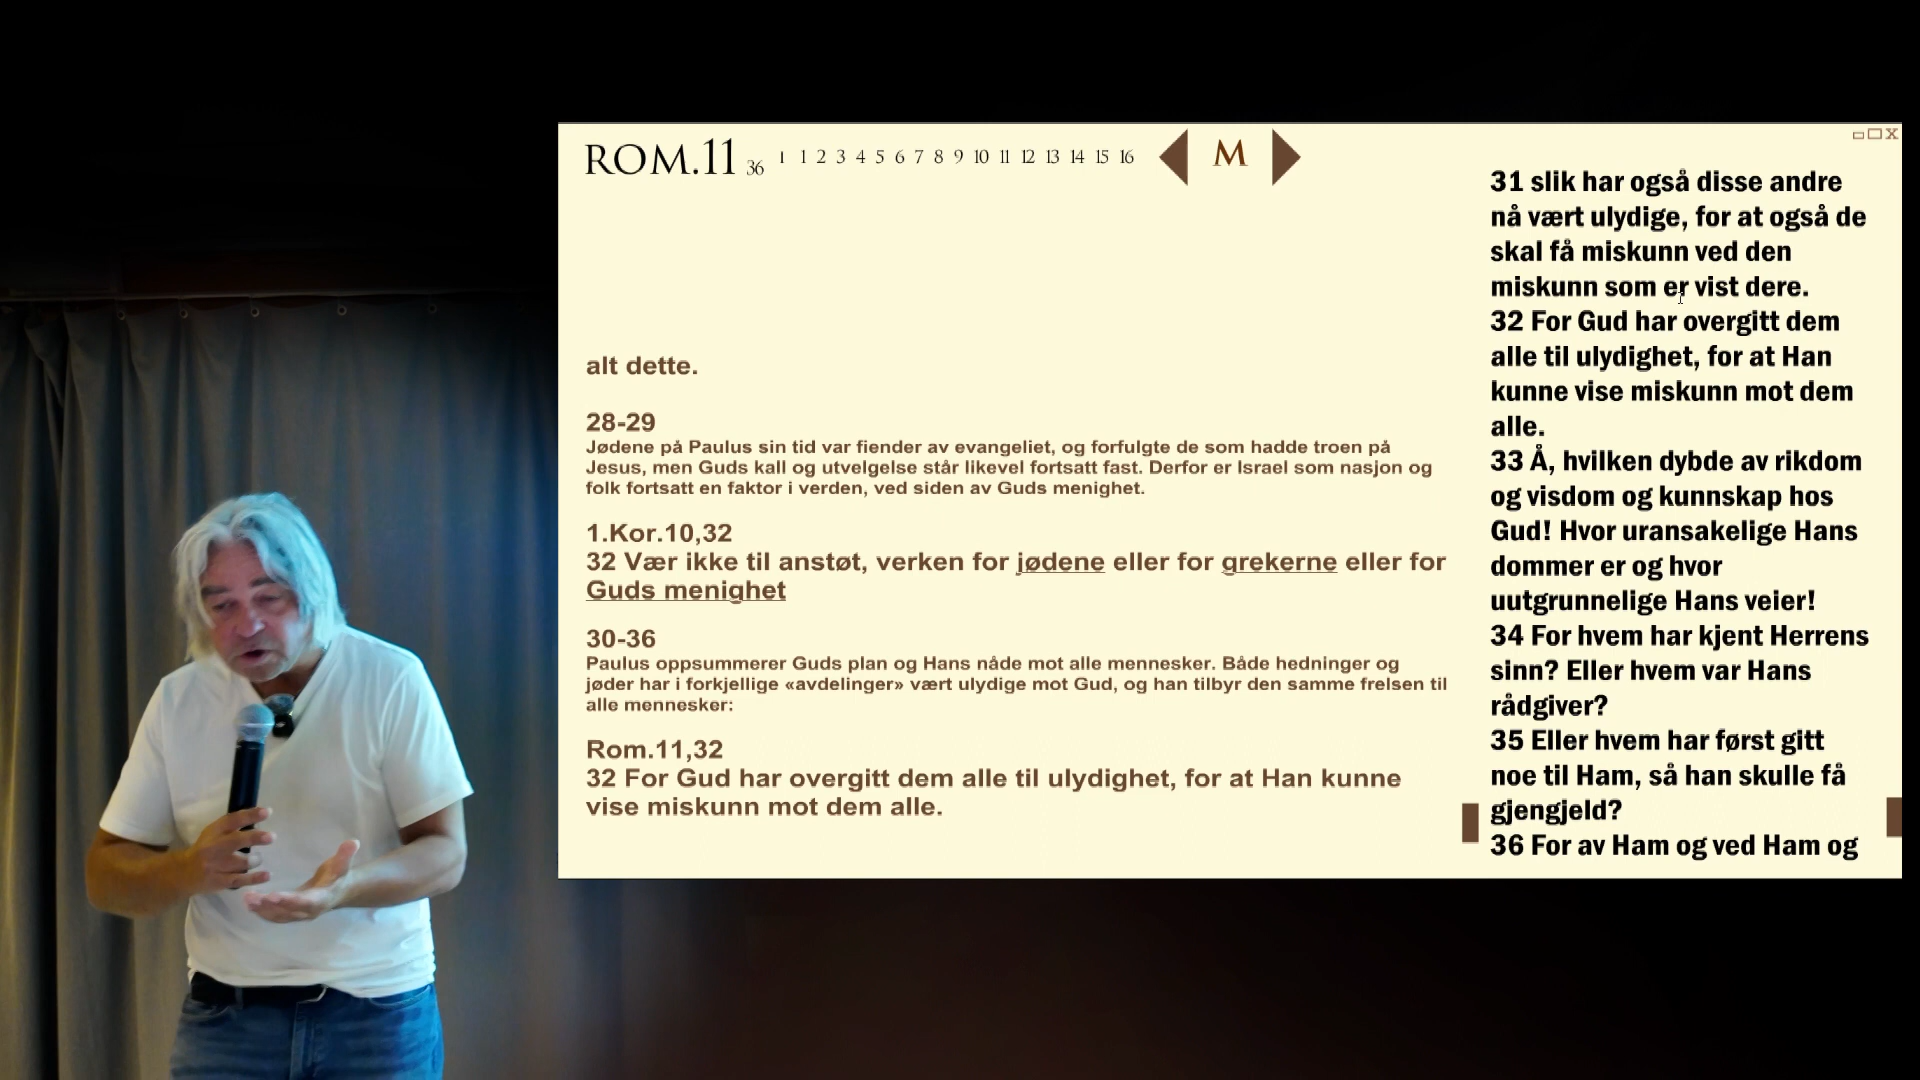 ROM.11 36 1 1 2 3 4 5 6 7 8 9 10 11 12 13 14 15 16 M
alt dette.
28-29
Jødene på Paulus sin tid var fiender av evangeliet, og forfulgte de som hadde troen på
Jesus, men Guds kall og utvelgelse står likevel fortsatt fast. Derfor er Israel som nasjon og
folk fortsatt en faktor i verden, ved siden av Guds menighet.
1.Kor.10,32
32 Vær ikke til anstøt, verken for jødene eller for grekerne eller for
Guds menighet
30-36
Paulus oppsummerer Guds plan og Hans nåde mot alle mennesker. Både hedninger og
jøder har i forkjellige «avdelinger» vært ulydige mot Gud, og han tilbyr den samme frelsen til
alle mennesker:
Rom.11,32
32 For Gud har overgitt dem alle til ulydighet, for at Han kunne
vise miskunn mot dem alle.
31 slik har også disse andre
nå vært ulydige, for at også de
skal få miskunn ved den
miskunn som er vist dere.
32 For Gud har overgitt dem
alle til ulydighet, for at Han
kunne vise miskunn mot dem
alle.
33 Å, hvilken dybde av rikdom
og visdom og kunnskap hos
Gud! Hvor uransakelige Hans
dommer er og hvor
uutgrunnelige Hans veier!
34 For hvem har kjent Herrens
sinn? Eller hvem var Hans
rådgiver?
35 Eller hvem har først gitt
noe til Ham, så han skulle få
gjengjeld?
36 For av Ham og ved Ham og